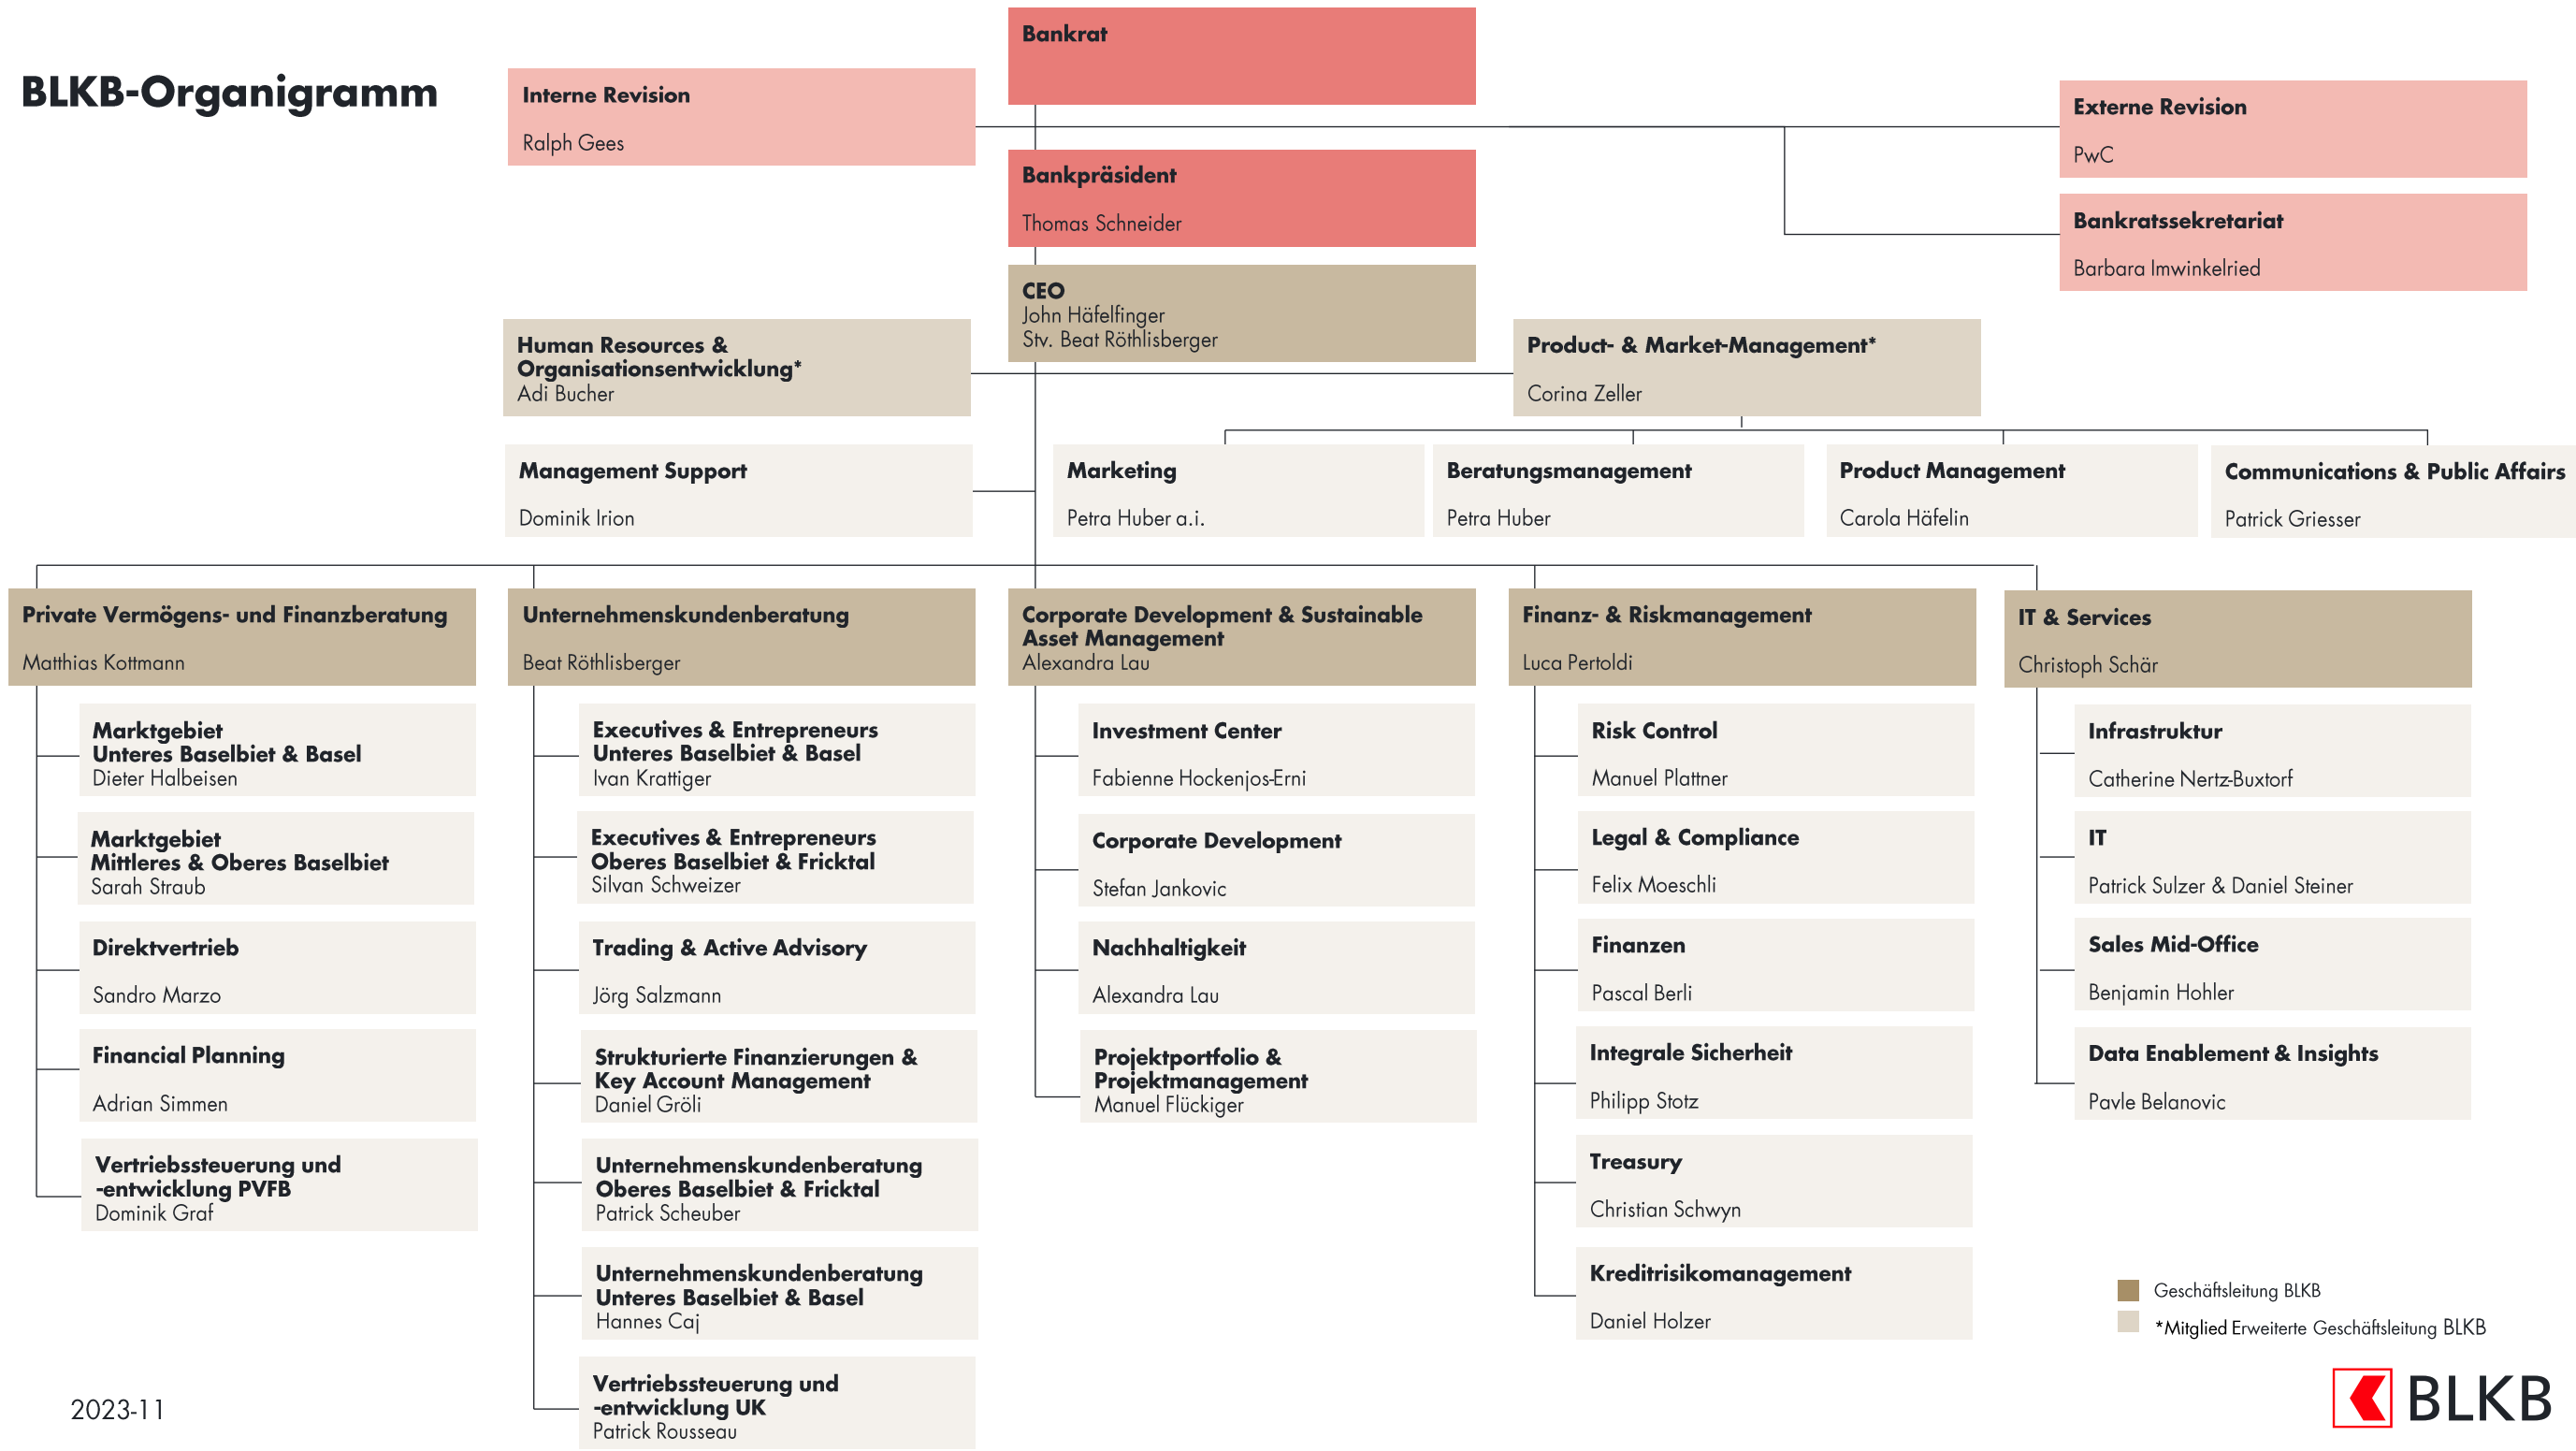 BLKB-Organigramm
Bankrat
Interne Revision
Ralph Gees
Externe Revision
PwC
Bankpräsident
Thomas Schneider
Bankratssekretariat
Barbara Imwinkelried
CEO
John Häfelfinger
Stv. Beat Röthlisberger
Human Resources &
Organisationsentwicklung*
Adi Bucher
Product- & Market-Management*
Corina Zeller
Management Support
Dominik Irion
Marketing
Petra Huber a.i.
Beratungsmanagement
Petra Huber
Product Management
Carola Häfelin
Communications & Public Affairs
Patrick Griesser
Private Vermögens- und Finanzberatung
Matthias Kottmann
Marktgebiet
Unteres Baselbiet & Basel
Dieter Halbeisen
Marktgebiet
Mittleres & Oberes Baselbiet
Sarah Straub
Direktvertrieb
Sandro Marzo
Financial Planning
Adrian Simmen
Vertriebssteuerung und
-entwicklung PVFB
Dominik Graf
Unternehmenskundenberatung
Beat Röthlisberger
Executives & Entrepreneurs
Unteres Baselbiet & Basel
Ivan Krattiger
Executives & Entrepreneurs
Oberes Baselbiet & Fricktal
Silvan Schweizer
Trading & Active Advisory
Jörg Salzmann
Strukturierte Finanzierungen &
Key Account Management
Daniel Gröli
Unternehmenskundenberatung
Oberes Baselbiet & Fricktal
Patrick Scheuber
Unternehmenskundenberatung
Unteres Baselbiet & Basel
Hannes Caj
Vertriebssteuerung und
-entwicklung UK
Patrick Rousseau
Corporate Development & Sustainable
Asset Management
Alexandra Lau
Investment Center
Fabienne Hockenjos-Erni
Corporate Development
Stefan Jankovic
Nachhaltigkeit
Alexandra Lau
Projektportfolio &
Projektmanagement
Manuel Flückiger
Finanz- & Riskmanagement
Luca Pertoldi
Risk Control
Manuel Plattner
Legal & Compliance
Felix Moeschli
Finanzen
Pascal Berli
Integrale Sicherheit
Philipp Stotz
Treasury
Christian Schwyn
Kreditrisikomanagement
Daniel Holzer
IT & Services
Christoph Schär
Infrastruktur
Catherine Nertz-Buxtorf
IT
Patrick Sulzer & Daniel Steiner
Sales Mid-Office
Benjamin Hohler
Data Enablement & Insights
Pavle Belanovic
Geschäftsleitung BLKB
*Mitglied Erweiterte Geschäftsleitung BLKB
2023-11
BLKB